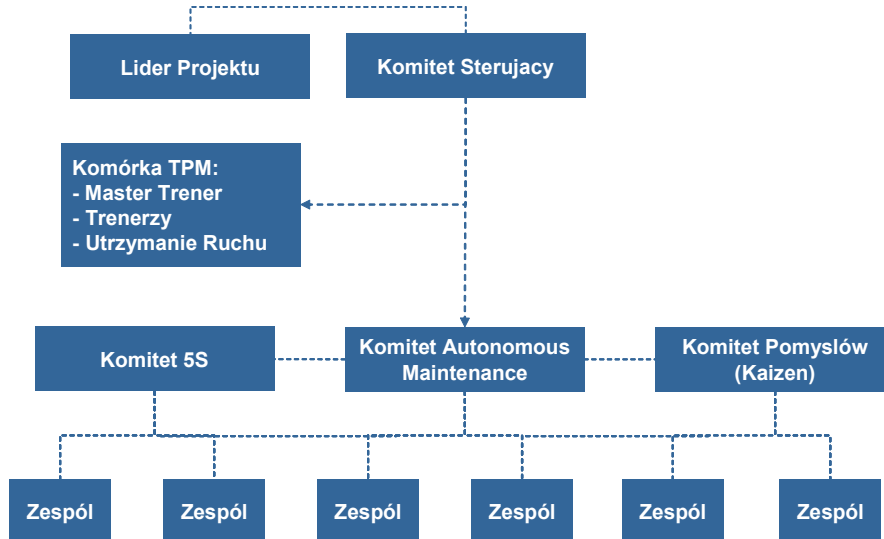 Lider Projektu
Komitet Sterujacy
Komórka TPM:
- Master Trener
- Trenerzy
- Utrzymanie Ruchu
Komitet 5S
Komitet Autonomous
Maintenance
Komitet Pomyslów
(Kaizen)
Zespól
Zespól
Zespól
Zespól
Zespól
Zespól